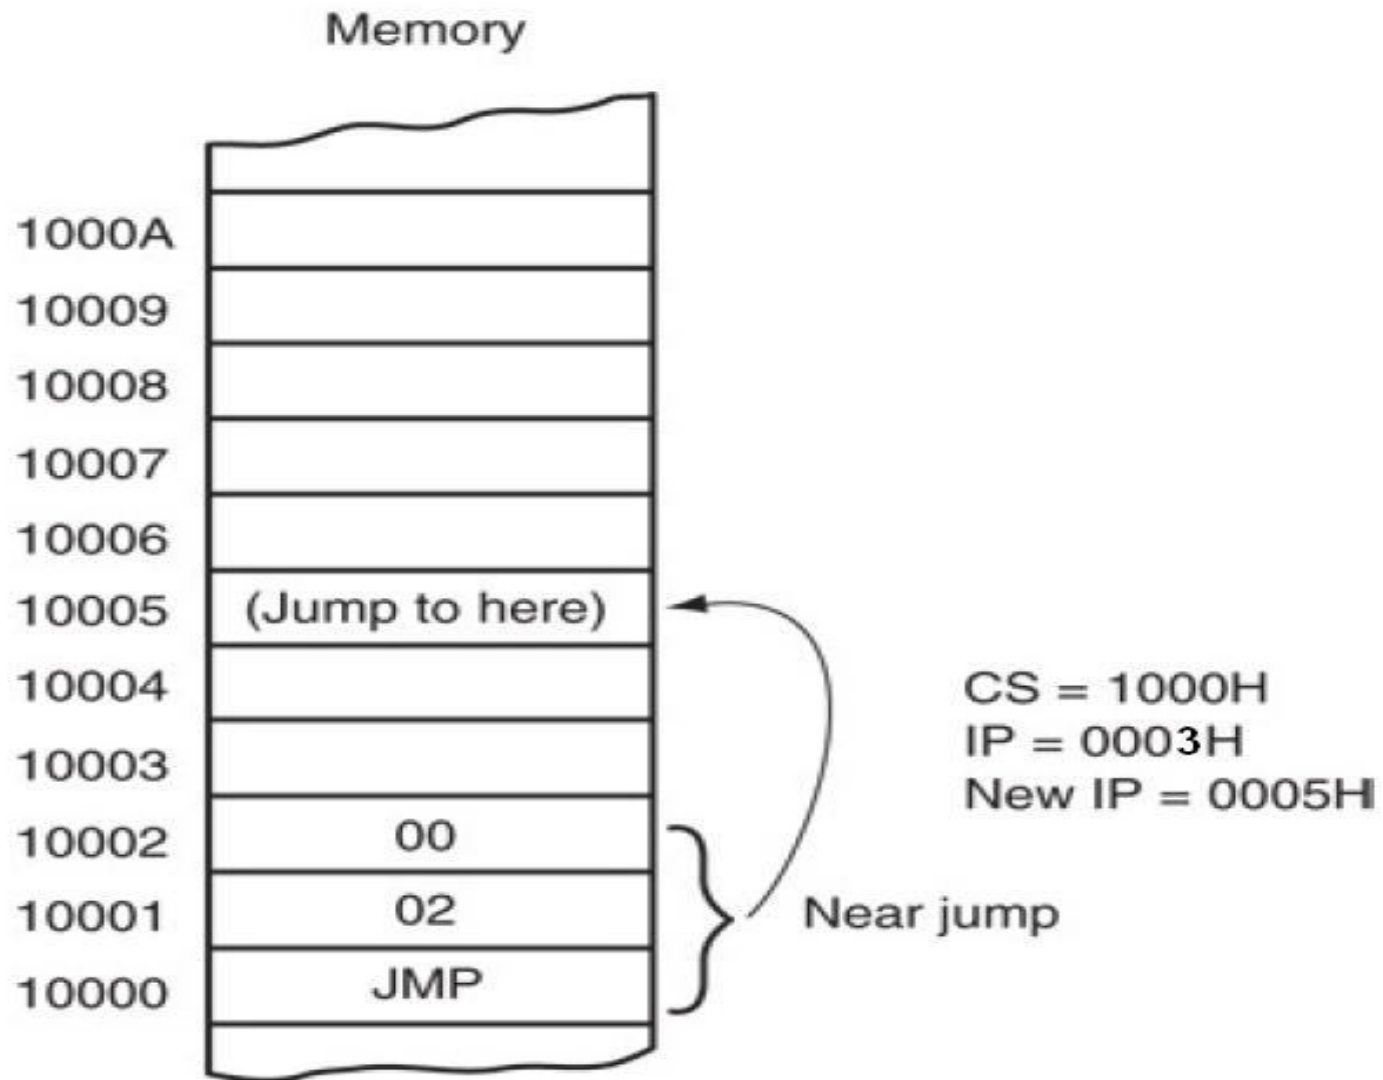 Memory
1000A
10009
10008
10007
10006
10005 (Jump to here)
10004
10003
10002 00
10001 02
10000 JMP
CS = 1000H
IP = 0003H
New IP = 0005H
Near jump